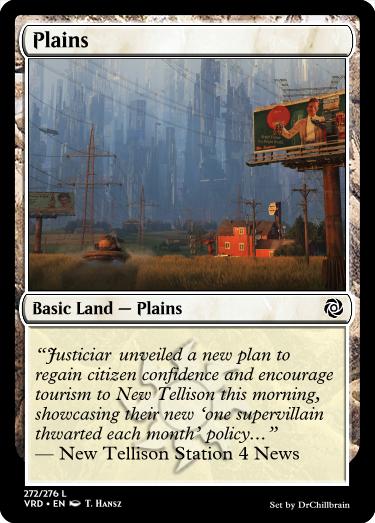 Plains
Basic Land — Plains
“Justiciar unveiled a new plan to
regain citizen confidence and encourage
tourism to New Tellison this morning,
showcasing their new ‘one supervillain
thwarted each month’ policy...”
— New Tellison Station 4 News
272/276 L
VRD • EN T. Hansz
Set by DrChillbrain